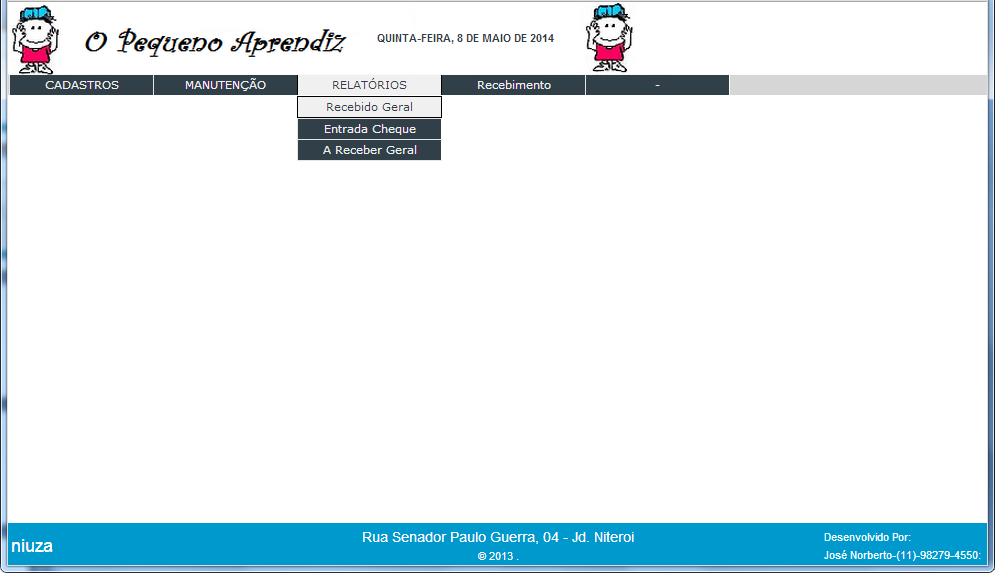 O Pequeno Aprendiz
QUINTA-FEIRA, 8 DE MAIO DE 2014
CADASTROS
MANUTENÇÃO
RELATÓRIOS
Recebimento
-
Recebido Geral
Entrada Cheque
A Receber Geral
niuza
Rua Senador Paulo Guerra, 04 - Jd. Niteroi
© 2013 .
Desenvolvido Por:
José Norberto-(11)-98279-4550: